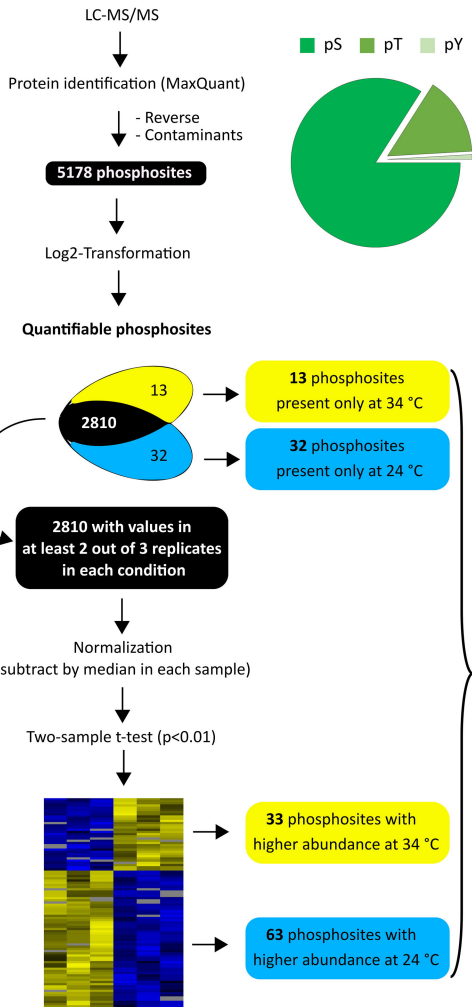 LC-MS/MS
pS pT pY
Protein identification (MaxQuant)
- Reverse
- Contaminants
5178 phosphosites
Log2-Transformation
Quantifiable phosphosites
13
2810
32
13 phosphosites
present only at 34 °C
32 phosphosites
present only at 24 °C
2810 with values in
at least 2 out of 3 replicates
in each condition
Normalization
subtract by median in each sample)
Two-sample t-test (p<0.01)
33 phosphosites with
higher abundance at 34 °C
63 phosphosites with
higher abundance at 24 °C